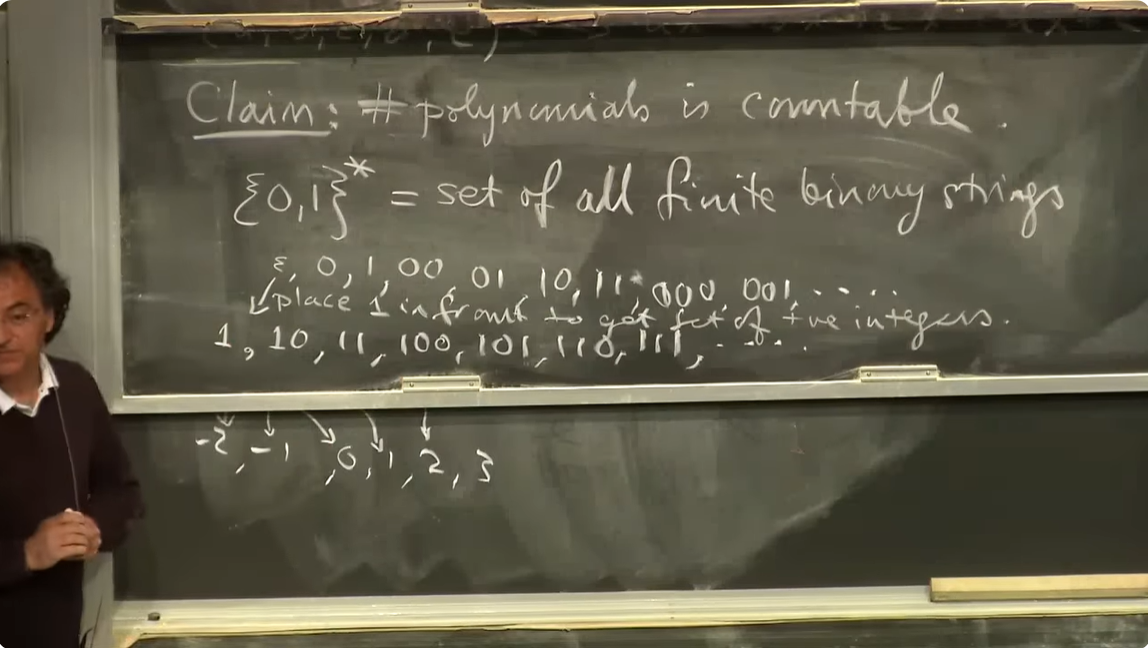 Claim: # polynomials is countable.
{0,1}* = set of all finite binary strings
ε, 0, 1, 00 01 10, 11, 000, 001, .....
place 1 in front to get set of +ve integers.
1, 10, 11, 100, 101, 110, 111, ....
-2, -1, 0, 1, 2, 3